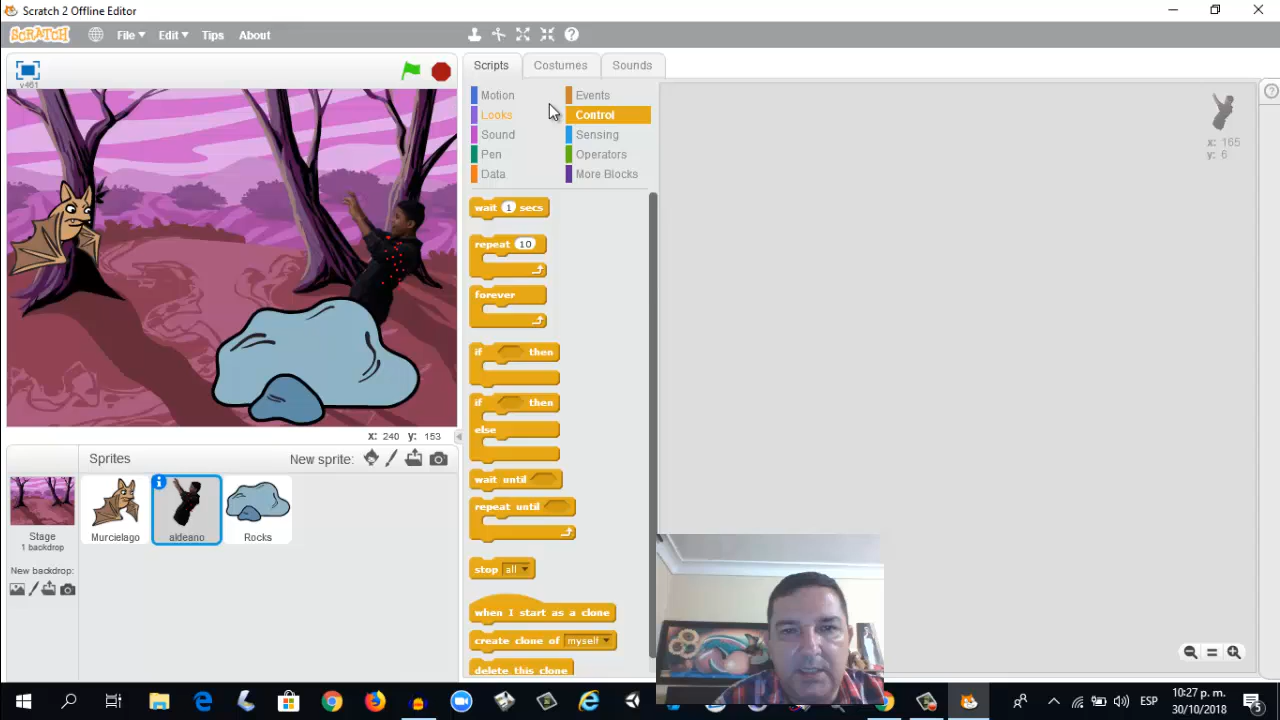 Scratch 2 Offline Editor
SCRATCH File Edit Tips About
v461
Scripts Costumes Sounds
Motion Events
Looks Control
Sound Sensing
Pen Operators
Data More Blocks
x: 165
y: 6
wait 1 secs
repeat 10
forever
if then
if then
else
wait until
repeat until
stop all
when I start as a clone
create clone of myself
delete this clone
x: 240 y: 153
Sprites New sprite:
Stage
1 backdrop
New backdrop:
Murcielago
aldeano
Rocks
ESP
10:27 p. m.
30/10/2018
5